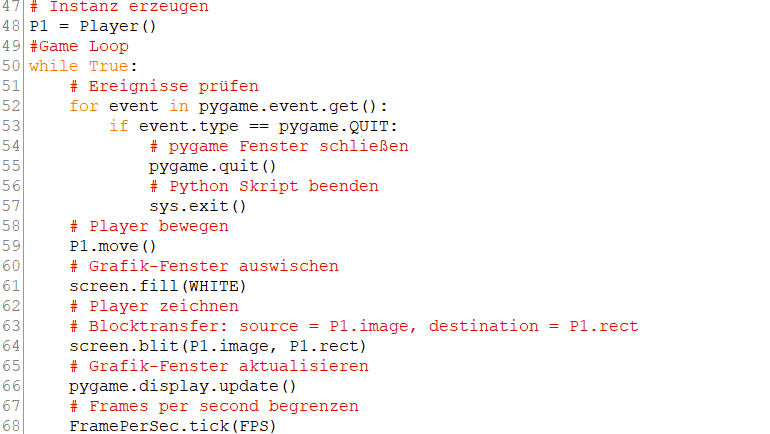 47 # Instanz erzeugen
48 P1 = Player()
49 #Game Loop
50 while True:
51     # Ereignisse prüfen
52     for event in pygame.event.get():
53         if event.type == pygame.QUIT:
54             # pygame Fenster schließen
55             pygame.quit()
56             # Python Skript beenden
57             sys.exit()
58     # Player bewegen
59     P1.move()
60     # Grafik-Fenster auswischen
61     screen.fill(WHITE)
62     # Player zeichnen
63     # Blocktransfer: source = P1.image, destination = P1.rect
64     screen.blit(P1.image, P1.rect)
65     # Grafik-Fenster aktualisieren
66     pygame.display.update()
67     # Frames per second begrenzen
68     FramePerSec.tick(FPS)